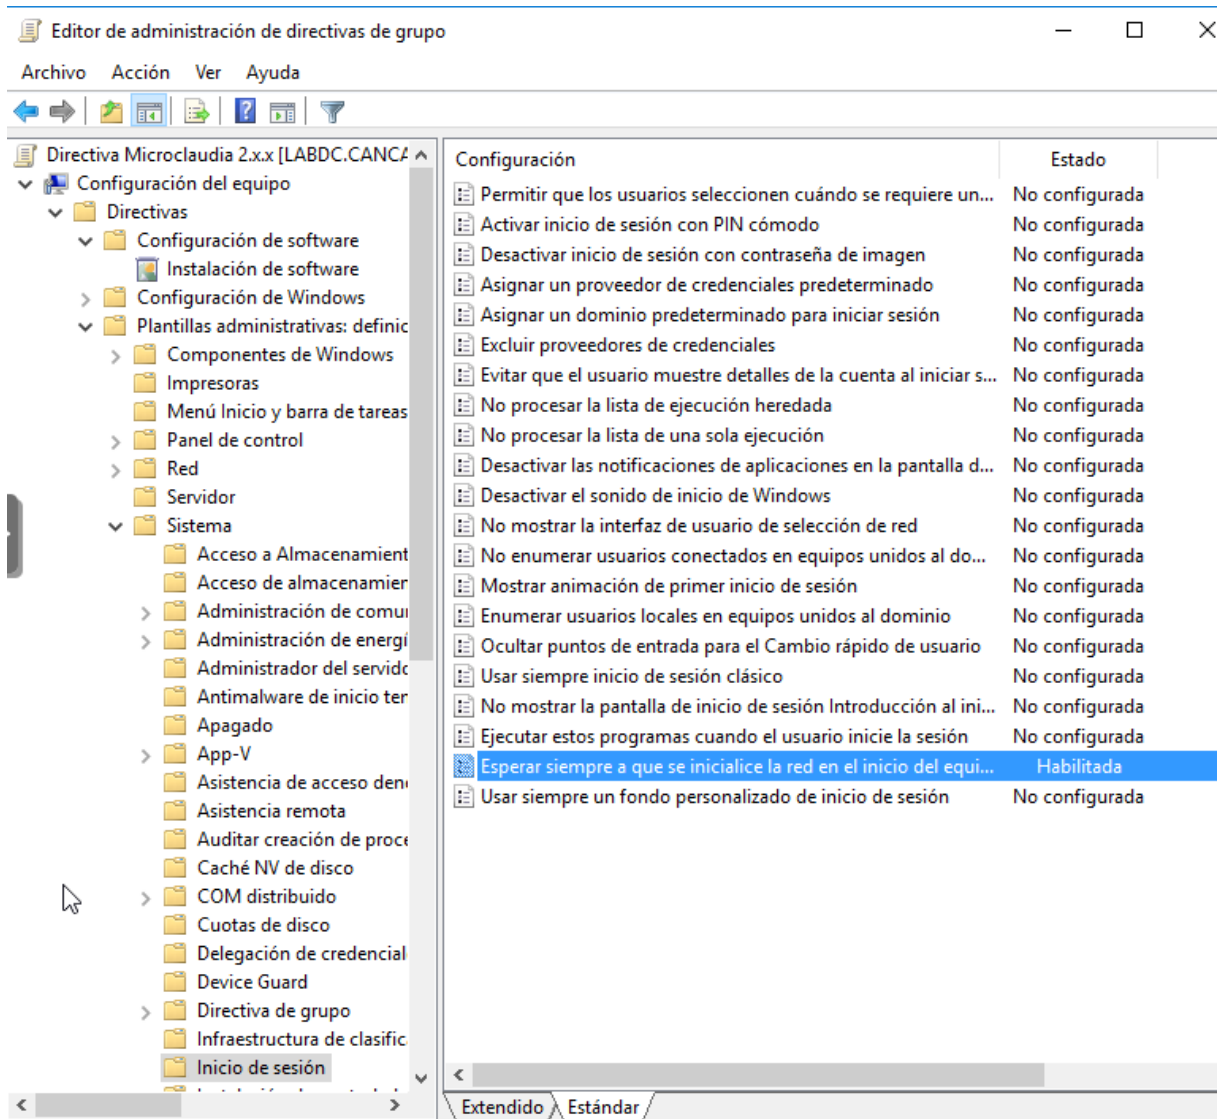 Editor de administración de directivas de grupo
Archivo Acción Ver Ayuda
Directiva Microclaudia 2.x.x [LABDC.CANCA
Configuración del equipo
Directivas
Configuración de software
Instalación de software
Configuración de Windows
Plantillas administrativas: definic
Componentes de Windows
Impresoras
Menú Inicio y barra de tareas
Panel de control
Red
Servidor
Sistema
Acceso a Almacenamient
Acceso de almacenamier
Administración de comui
Administración de energí
Administrador del servido
Antimalware de inicio ter
Apagado
App-V
Asistencia de acceso den
Asistencia remota
Auditar creación de proce
Caché NV de disco
COM distribuido
Cuotas de disco
Delegación de credencial
Device Guard
Directiva de grupo
Infraestructura de clasific
Inicio de sesión
Configuración Estado
Permitir que los usuarios seleccionen cuándo se requiere un... No configurada
Activar inicio de sesión con PIN cómodo No configurada
Desactivar inicio de sesión con contraseña de imagen No configurada
Asignar un proveedor de credenciales predeterminado No configurada
Asignar un dominio predeterminado para iniciar sesión No configurada
Excluir proveedores de credenciales No configurada
Evitar que el usuario muestre detalles de la cuenta al iniciar s... No configurada
No procesar la lista de ejecución heredada No configurada
No procesar la lista de una sola ejecución No configurada
Desactivar las notificaciones de aplicaciones en la pantalla d... No configurada
Desactivar el sonido de inicio de Windows No configurada
No mostrar la interfaz de usuario de selección de red No configurada
No enumerar usuarios conectados en equipos unidos al do... No configurada
Mostrar animación de primer inicio de sesión No configurada
Enumerar usuarios locales en equipos unidos al dominio No configurada
Ocultar puntos de entrada para el Cambio rápido de usuario No configurada
Usar siempre inicio de sesión clásico No configurada
No mostrar la pantalla de inicio de sesión Introducción al ini... No configurada
Ejecutar estos programas cuando el usuario inicie la sesión No configurada
Esperar siempre a que se inicialice la red en el inicio del equi... Habilitada
Usar siempre un fondo personalizado de inicio de sesión No configurada
Extendido Estándar